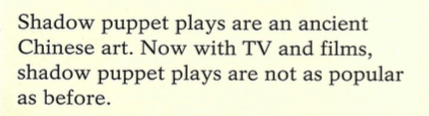 Shadow puppet plays are an ancient
Chinese art. Now with TV and films,
shadow puppet plays are not as popular
as before.